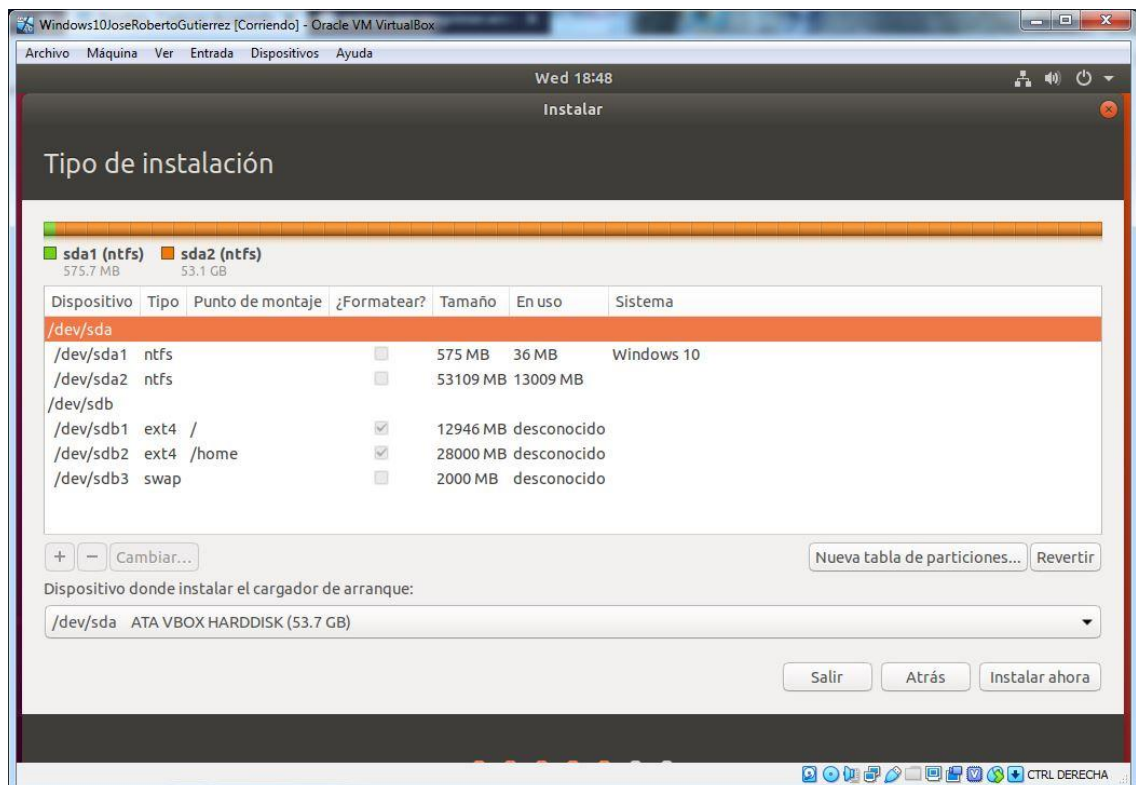 Windows10JoseRobertoGutierrez [Corriendo] - Oracle VM VirtualBox
Archivo Máquina Ver Entrada Dispositivos Ayuda
Wed 18:48
Instalar
Tipo de instalación
sda1 (ntfs) sda2 (ntfs)
575.7 MB 53.1 GB
Dispositivo Tipo Punto de montaje ¿Formatear? Tamaño En uso Sistema
/dev/sda
/dev/sda1 ntfs 575 MB 36 MB Windows 10
/dev/sda2 ntfs 53109 MB 13009 MB
/dev/sdb
/dev/sdb1 ext4 / 12946 MB desconocido
/dev/sdb2 ext4 /home 28000 MB desconocido
/dev/sdb3 swap 2000 MB desconocido
+ − Cambiar... Nueva tabla de particiones... Revertir
Dispositivo donde instalar el cargador de arranque:
/dev/sda ATA VBOX HARDDISK (53.7 GB)
Salir Atrás Instalar ahora
CTRL DERECHA